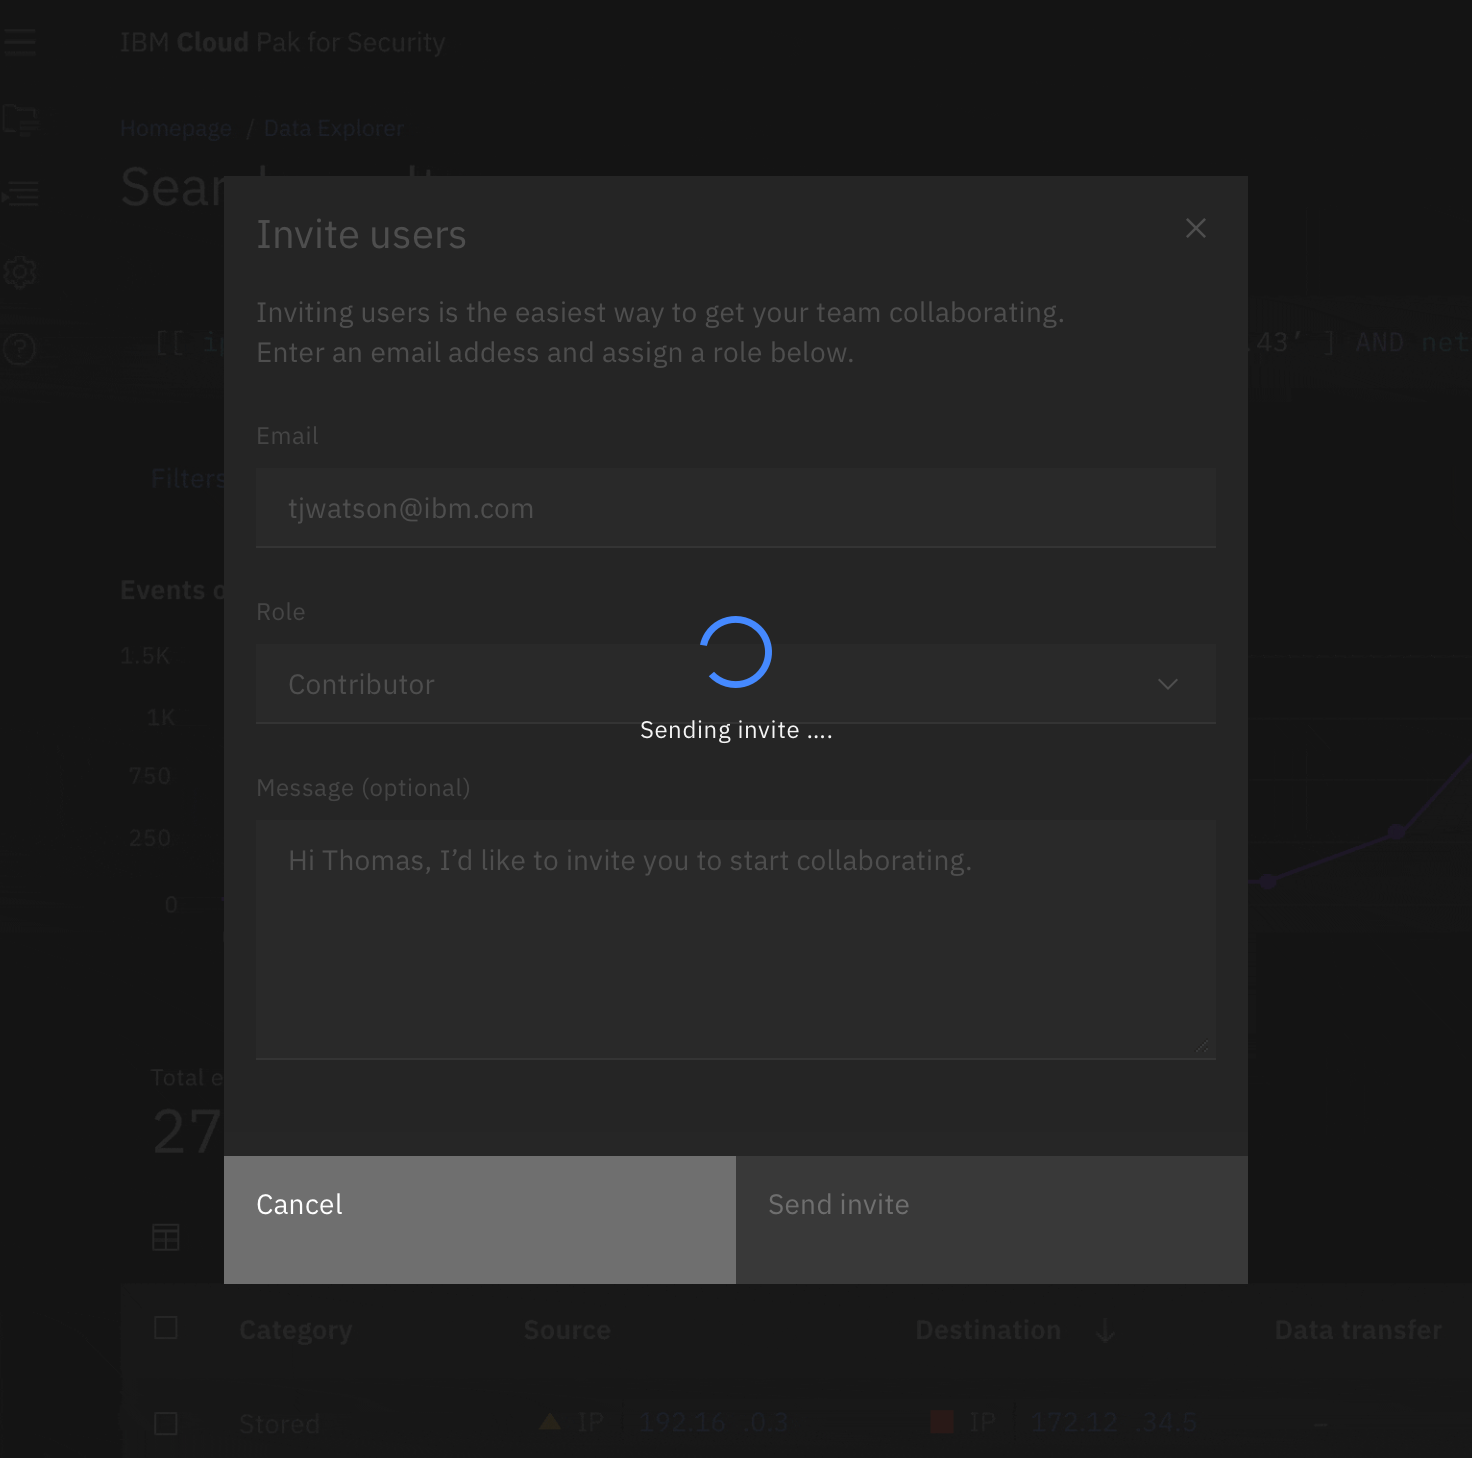 IBM Cloud Pak for Security
Homepage / Data Explorer
Invite users
Inviting users is the easiest way to get your team collaborating.
Enter an email addess and assign a role below.
[[
.43’ ] AND net
Email
tjwatson@ibm.com
Filters
Events
Role
Contributor
Sending invite ....
1.5K
1K
750
250
0
Message (optional)
Hi Thomas, I’d like to invite you to start collaborating.
Total
27
Cancel
Send invite
Category Source Destination Data transfer
Stored IP 192.16 .0.3 IP 172.12 .34.5 –